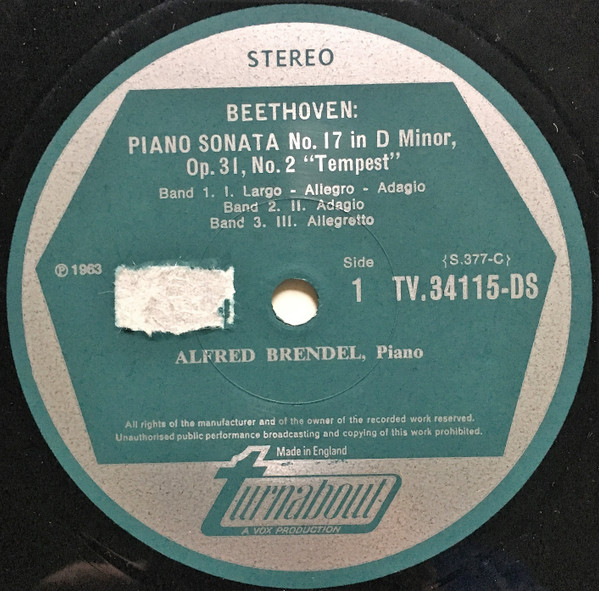 STEREO
BEETHOVEN:
PIANO SONATA No. 17 in D Minor,
Op. 31, No. 2 "Tempest"
Band 1. I. Largo - Allegro - Adagio
Band 2. II. Adagio
Band 3. III. Allegretto
℗ 1963
Side
1
{S.377-C}
TV.34115-DS
ALFRED BRENDEL, Piano
All rights of the manufacturer and of the owner of the recorded work reserved.
Unauthorised public performance broadcasting and copying of this work prohibited.
Made in England
turnabout
A VOX PRODUCTION